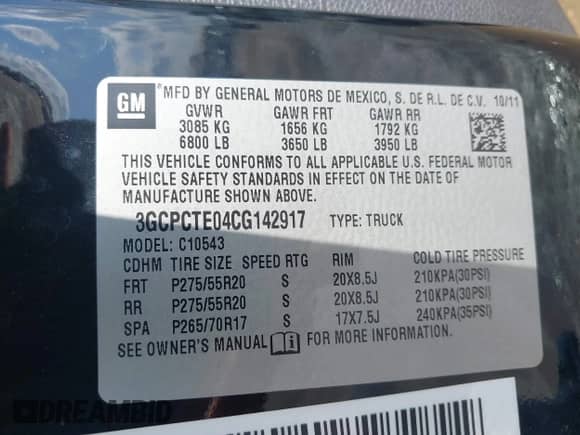 GM
MFD BY GENERAL MOTORS DE MEXICO, S. DE R.L. DE C.V. 10/11
GVWR GAWR FRT GAWR RR
3085 KG 1656 KG 1792 KG
6800 LB 3650 LB 3950 LB
THIS VEHICLE CONFORMS TO ALL APPLICABLE U.S. FEDERAL MOTOR
VEHICLE SAFETY STANDARDS IN EFFECT ON THE DATE OF
MANUFACTURE SHOWN ABOVE.
3GCPCTE04CG142917 TYPE: TRUCK
MODEL: C10543
CDHM TIRE SIZE SPEED RTG RIM COLD TIRE PRESSURE
FRT P275/55R20 S 20X8.5J 210KPA(30PSI)
RR P275/55R20 S 20X8.5J 210KPA(30PSI)
SPA P265/70R17 S 17X7.5J 240KPA(35PSI)
SEE OWNER'S MANUAL FOR MORE INFORMATION.
DREAMBID